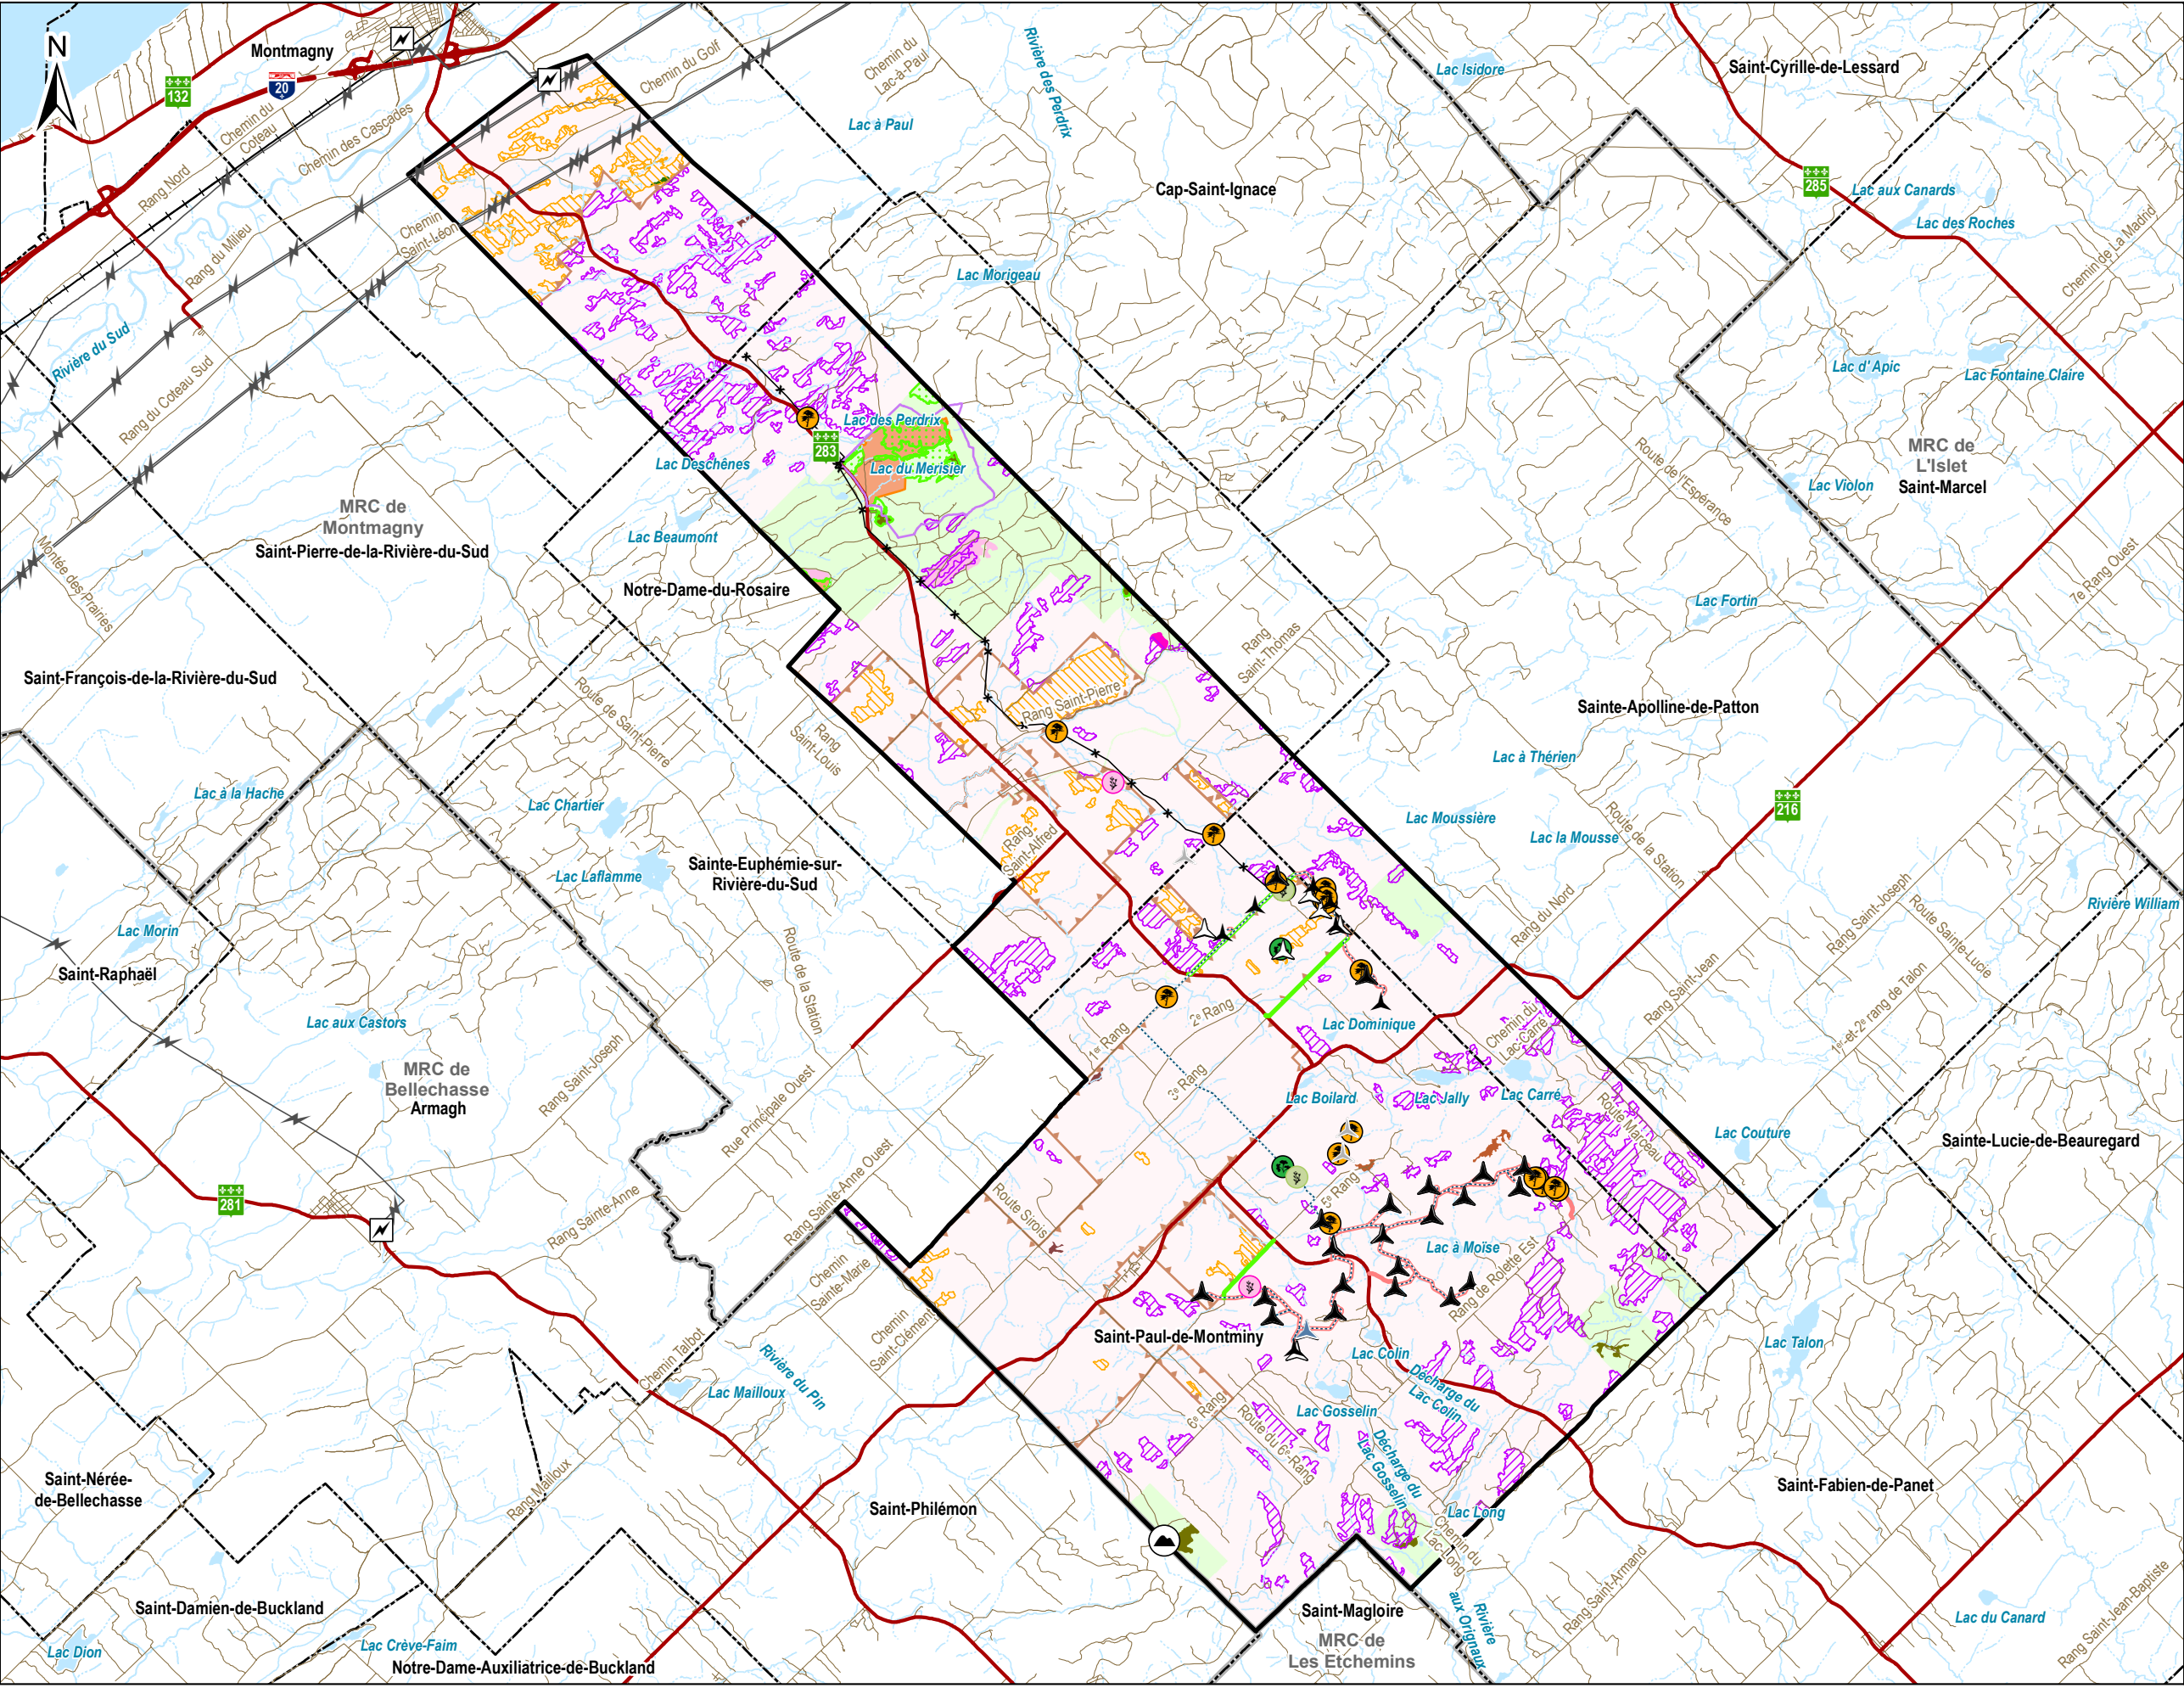 N
Montmagny
132
20
Chemin du
Coteau
Chemin des Cascades
Rang Nord
Rang du Milieu
Chemin
Saint-Léon
Chemin du Golf
Chemin du
Lac-à-Paul
Rivière des Perdrix
Lac à Paul
Lac Isidore
Saint-Cyrille-de-Lessard
285
Lac aux Canards
Lac des Roches
Chemin de La Madrid
Cap-Saint-Ignace
Lac Morigeau
Rivière du Sud
Rang du Coteau Sud
Lac d'Apic
Lac Fontaine Claire
Lac des Perdrix
283
Lac Deschênes
Lac du Merisier
MRC de
L'Islet
Saint-Marcel
Lac Violon
Route de l'Espérance
MRC de
Montmagny
Saint-Pierre-de-la-Rivière-du-Sud
Lac Beaumont
Montée des Prairies
Notre-Dame-du-Rosaire
Lac Fortin
7e Rang Ouest
Rang
Saint-Thomas
Saint-François-de-la-Rivière-du-Sud
Route de Saint-Pierre
Rang
Saint-Louis
Rang Saint-Pierre
Sainte-Apolline-de-Patton
Lac à Thérien
Lac à la Hache
Lac Chartier
Lac Moussière
Lac la Mousse
216
Route de la Station
Rang
Saint-Alfred
Lac Laflamme
Sainte-Euphémie-sur-
Rivière-du-Sud
Lac Morin
Saint-Raphaël
Route de la Station
Rang du Nord
Rang Saint-Joseph
Route Sainte-Lucie
Rivière William
Rang Saint-Jean
1er-et-2e rang de Talon
Lac aux Castors
2e Rang
1er Rang
Lac Dominique
Chemin du
Lac-Carré
MRC de
Bellechasse
Armagh
Rang Saint-Joseph
Rue Principale Ouest
3e Rang
Lac Boilard
Lac Jally
Lac Carré
Route Marceau
Lac Couture
Sainte-Lucie-de-Beauregard
281
Rang Sainte-Anne
Rang Sainte-Anne Ouest
Route Sirois
5e Rang
Lac à Moïse
Rang de Rolette Est
Chemin
Sainte-Marie
Chemin
Saint-Clément
Chemin Talbot
Saint-Paul-de-Montminy
Lac Colin
Lac Talon
Rivière du Pin
Lac Mailloux
Décharge du
Lac Colin
Lac Gosselin
6e Rang
Route du 6e-Rang
Décharge du
Lac Gosselin
Saint-Nérée-
de-Bellechasse
Rang Mailloux
Saint-Philémon
Lac Long
Chemin du
Lac-Long
Saint-Fabien-de-Panet
Rang Saint-Armand
Saint-Damien-de-Buckland
Saint-Magloire
MRC de
Les Etchemins
Rivière
aux Orignaux
Lac du Canard
Rang Saint-Jean-Baptiste
Lac Dion
Lac Crève-Faim
Notre-Dame-Auxiliatrice-de-Buckland